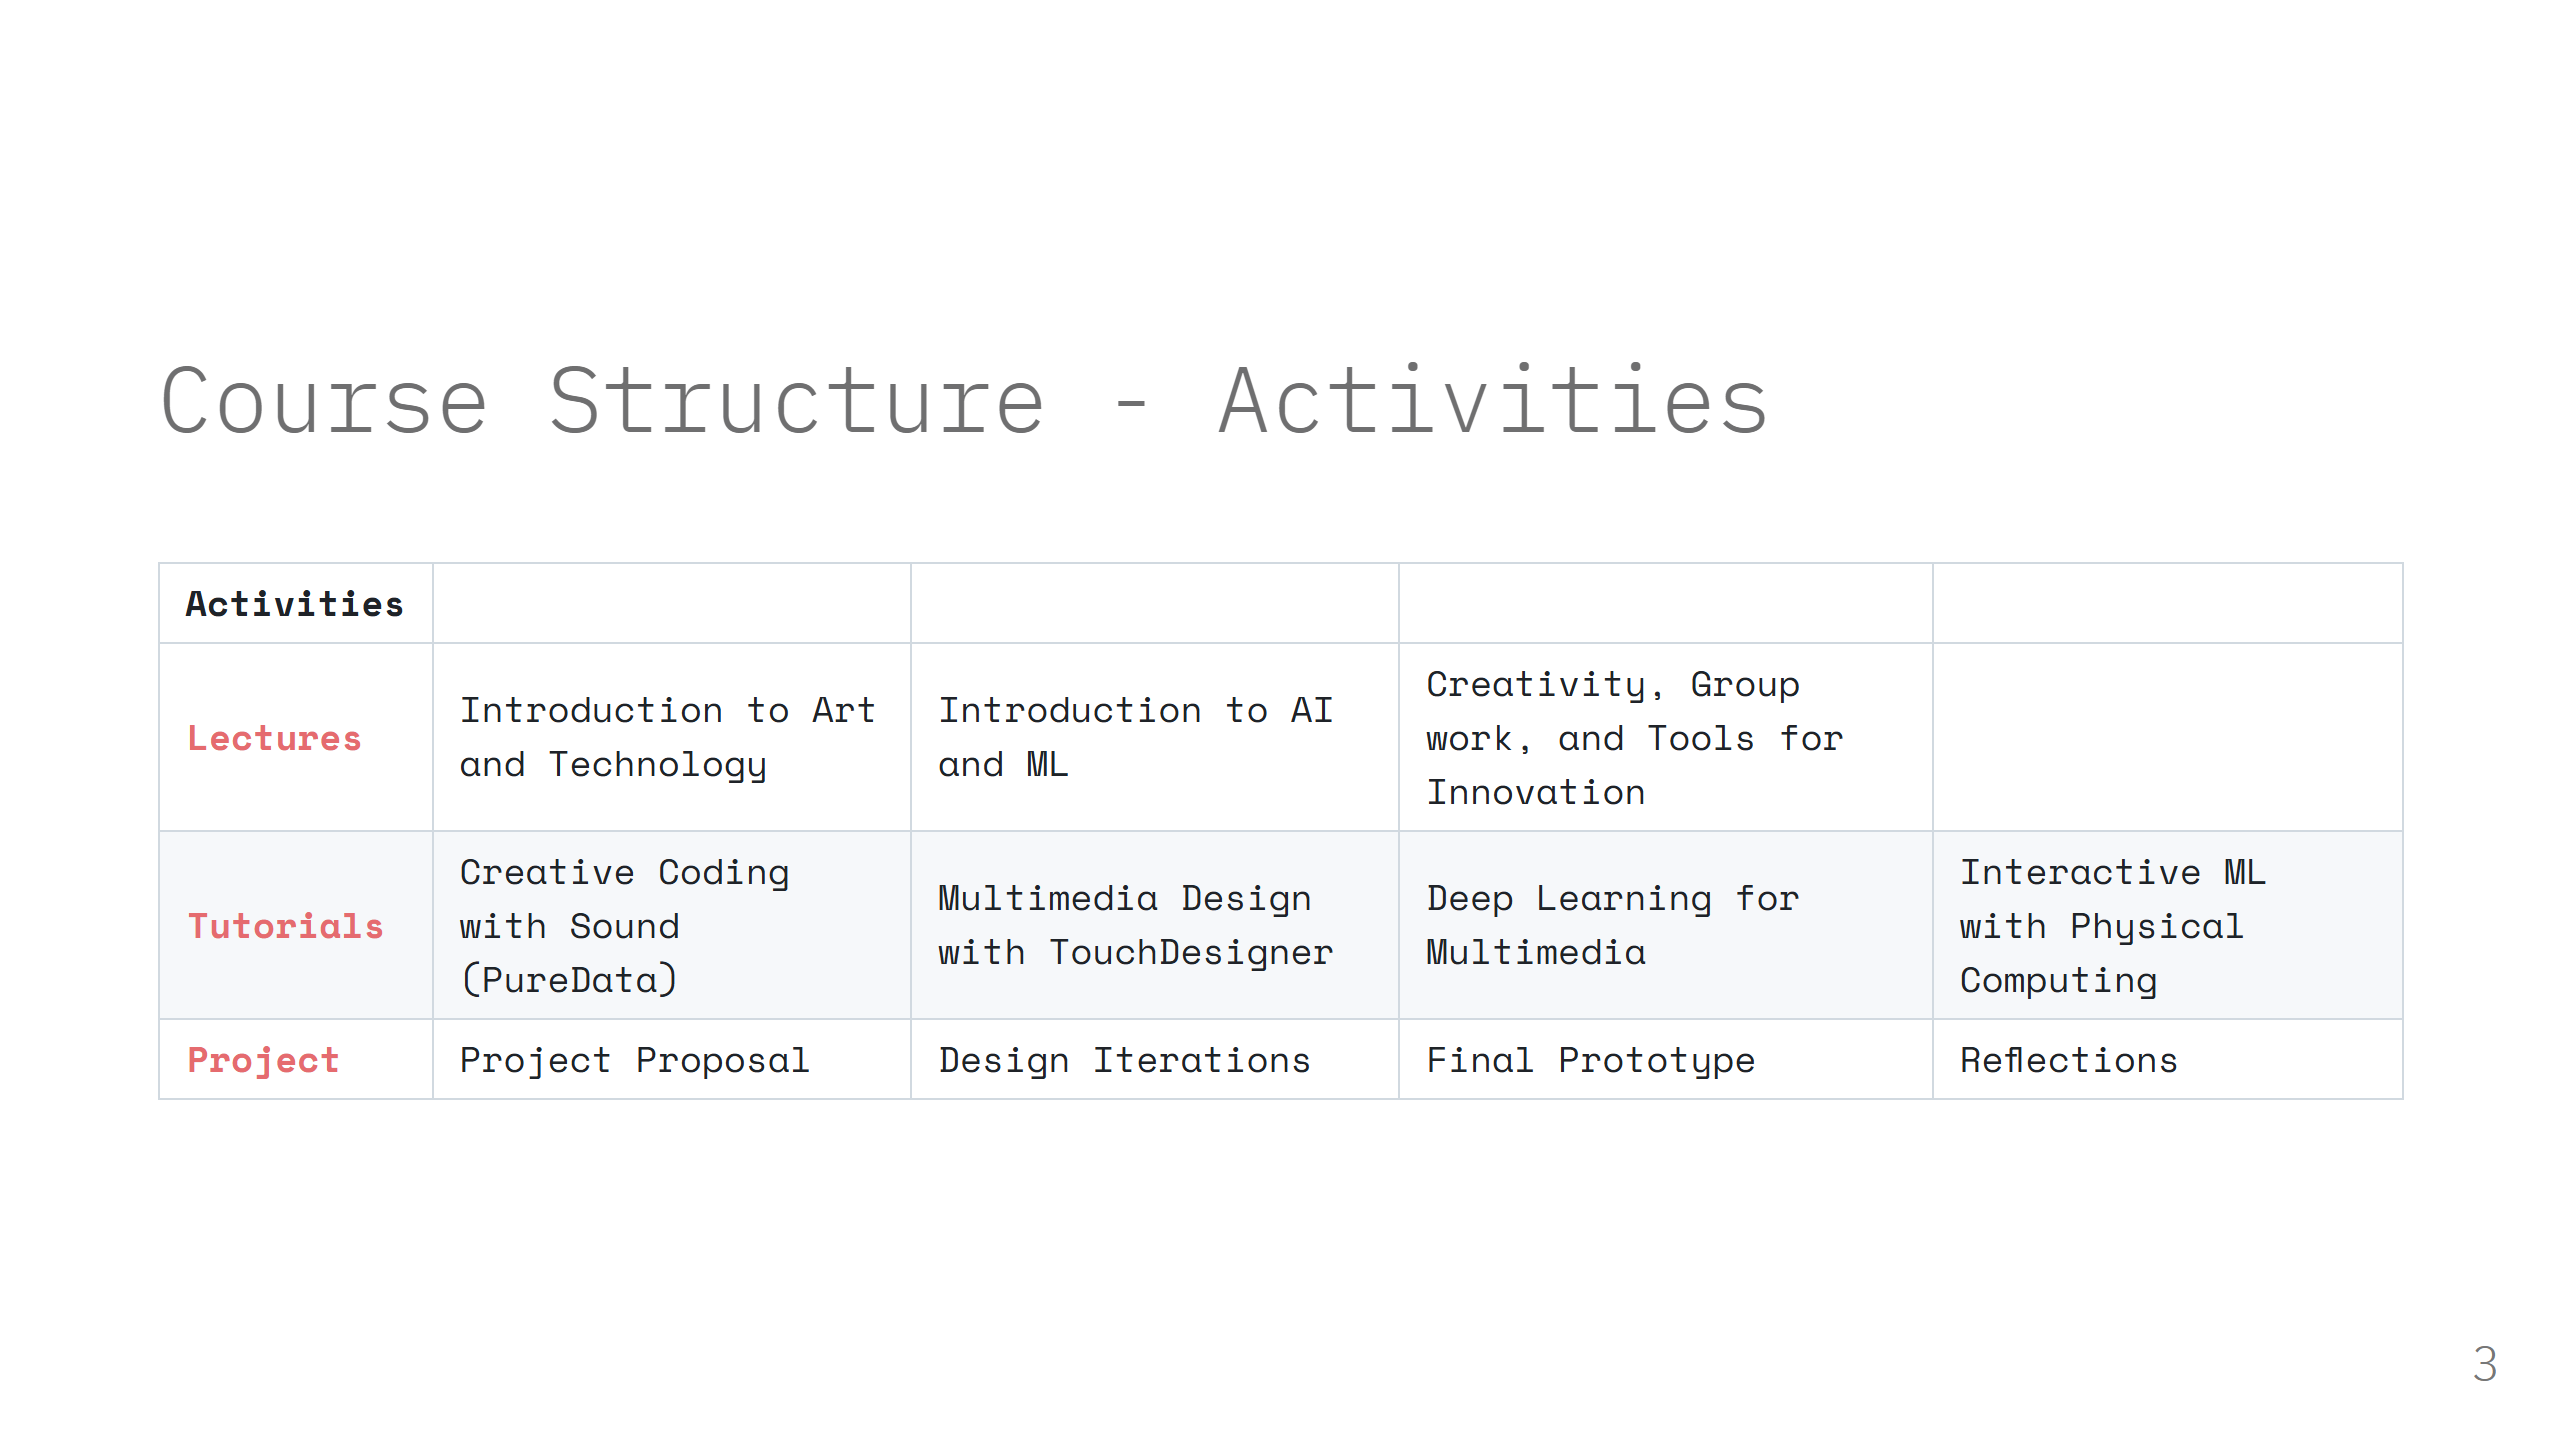 Course Structure - Activities
Activities
Lectures
Introduction to Art
and Technology
Introduction to AI
and ML
Creativity, Group
work, and Tools for
Innovation
Tutorials
Creative Coding
with Sound
(PureData)
Multimedia Design
with TouchDesigner
Deep Learning for
Multimedia
Interactive ML
with Physical
Computing
Project
Project Proposal
Design Iterations
Final Prototype
Reflections
3